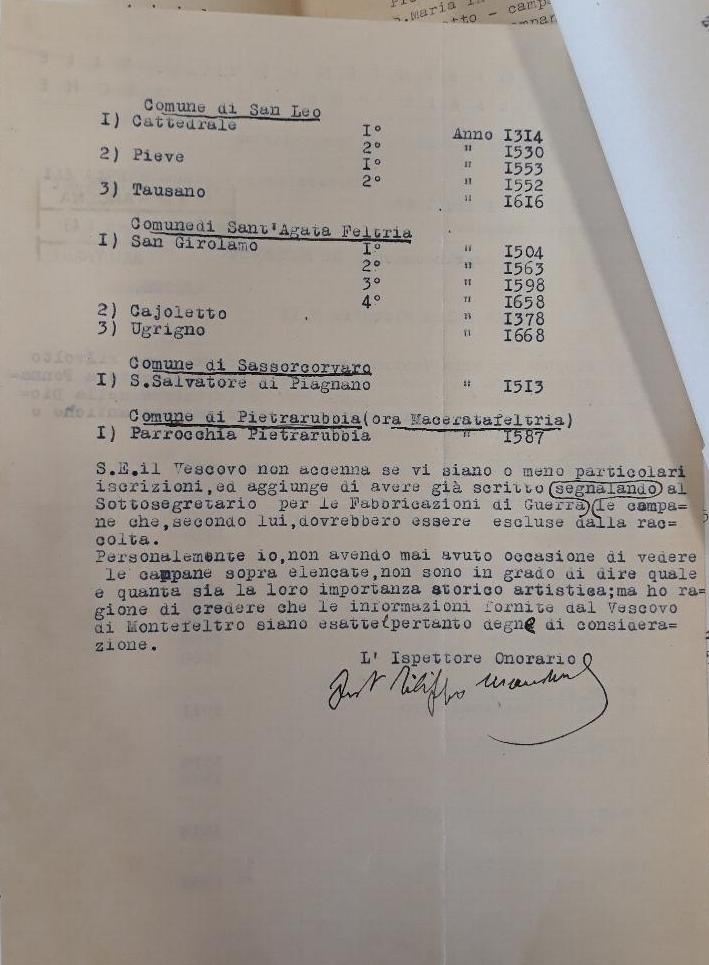 S.Maria
Comune di San Leo
I) Cattedrale I° Anno I3I4
2° " I530
2) Pieve I° " I553
2° " I552
3) Tausano " I6I6
Comunedi Sant'Agata Feltria
I) San Girolamo I° " I504
2° " I563
3° " I598
4° " I658
2) Cajoletto " I378
3) Ugrigno " I668
Comune di Sassorcorvaro
I) S.Salvatore di Piagnano " I5I3
Comune di Pietrarubbia(ora Maceratafeltria)
I) Parrocchia Pietrarubbia " I587
S.E.il Vescovo non accenna se vi siano o meno particolari
iscrizioni,ed aggiunge di avere già scritto segnalando al
Sottosegretario per le Fabbricazioni di Guerra le campa=
ne che,secondo lui,dovrebbero essere escluse dalla rac=
colta.
Personalmente io,non avendo mai avuto occasione di vedere
le campane sopra elencate,non sono in grado di dire quale
e quanta sia la loro importanza storico artistica;ma ho ra=
gione di credere che le informazioni fornite dal Vescovo
di Montefeltro siano esatte(pertanto degne di considera=
zione.
L' Ispettore Onorario
Filippo